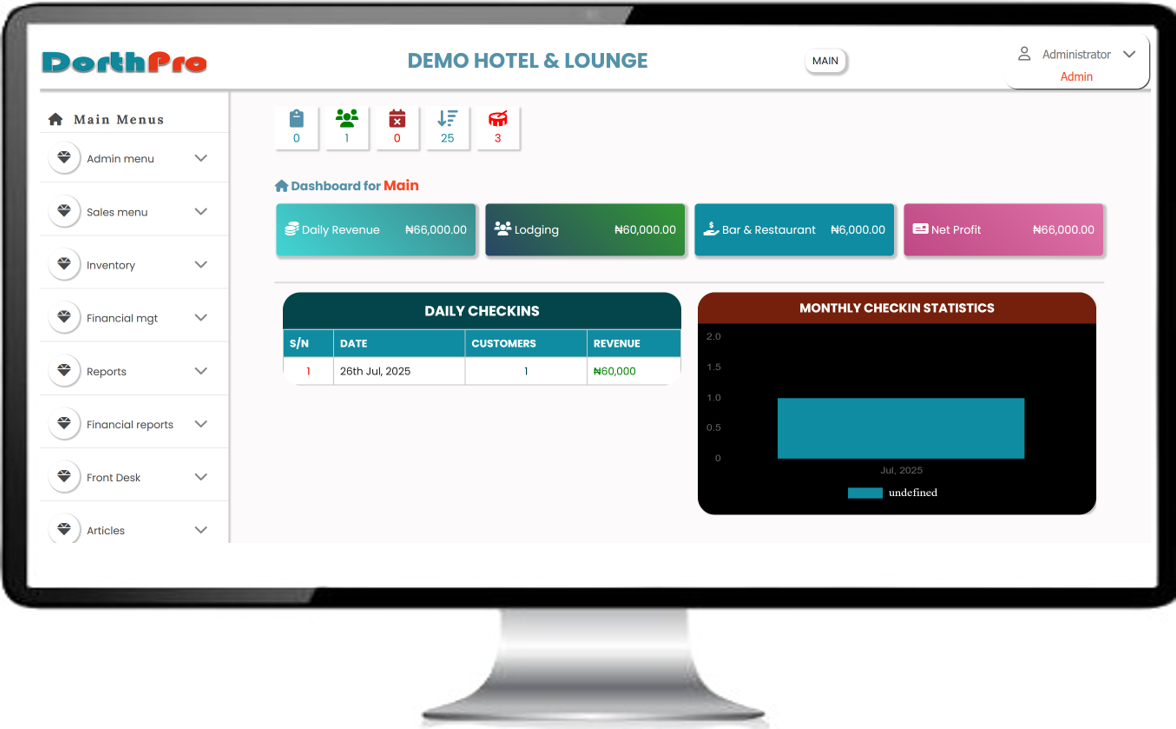 DorthPro
DEMO HOTEL & LOUNGE
MAIN
Administrator
Admin
Main Menus
Admin menu
Sales menu
Inventory
Financial mgt
Reports
Financial reports
Front Desk
Articles
0
1
0
25
3
Dashboard for Main
Daily Revenue ₦66,000.00
Lodging ₦60,000.00
Bar & Restaurant ₦6,000.00
Net Profit ₦66,000.00
DAILY CHECKINS
S/N DATE CUSTOMERS REVENUE
1 26th Jul, 2025 1 ₦60,000
MONTHLY CHECKIN STATISTICS
2.0
1.5
1.0
0.5
0
Jul, 2025
undefined